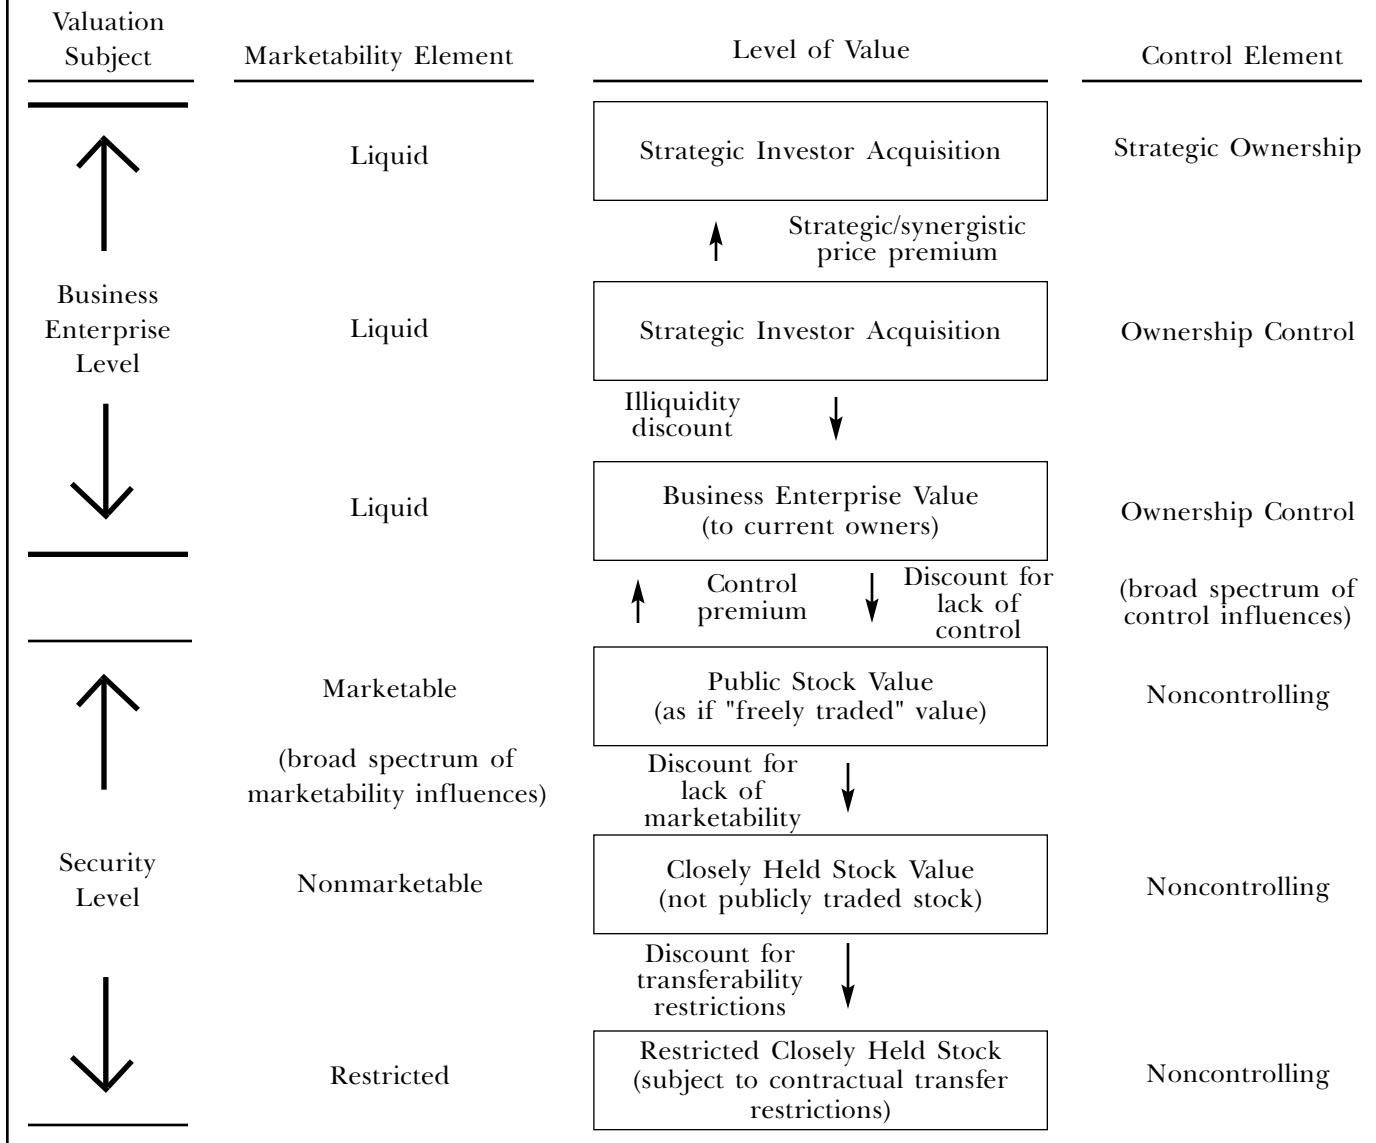 Valuation
Subject
Marketability Element
Level of Value
Control Element
Liquid
Strategic Investor Acquisition
Strategic Ownership
Strategic/synergistic
price premium
Business
Enterprise
Level
Liquid
Strategic Investor Acquisition
Ownership Control
Illiquidity
discount
Liquid
Business Enterprise Value
(to current owners)
Ownership Control
Control
premium
Discount for
lack of
control
(broad spectrum of
control influences)
Marketable
Public Stock Value
(as if "freely traded" value)
Noncontrolling
(broad spectrum of
marketability influences)
Discount for
lack of
marketability
Security
Level
Nonmarketable
Closely Held Stock Value
(not publicly traded stock)
Noncontrolling
Discount for
transferability
restrictions
Restricted
Restricted Closely Held Stock
(subject to contractual transfer
restrictions)
Noncontrolling